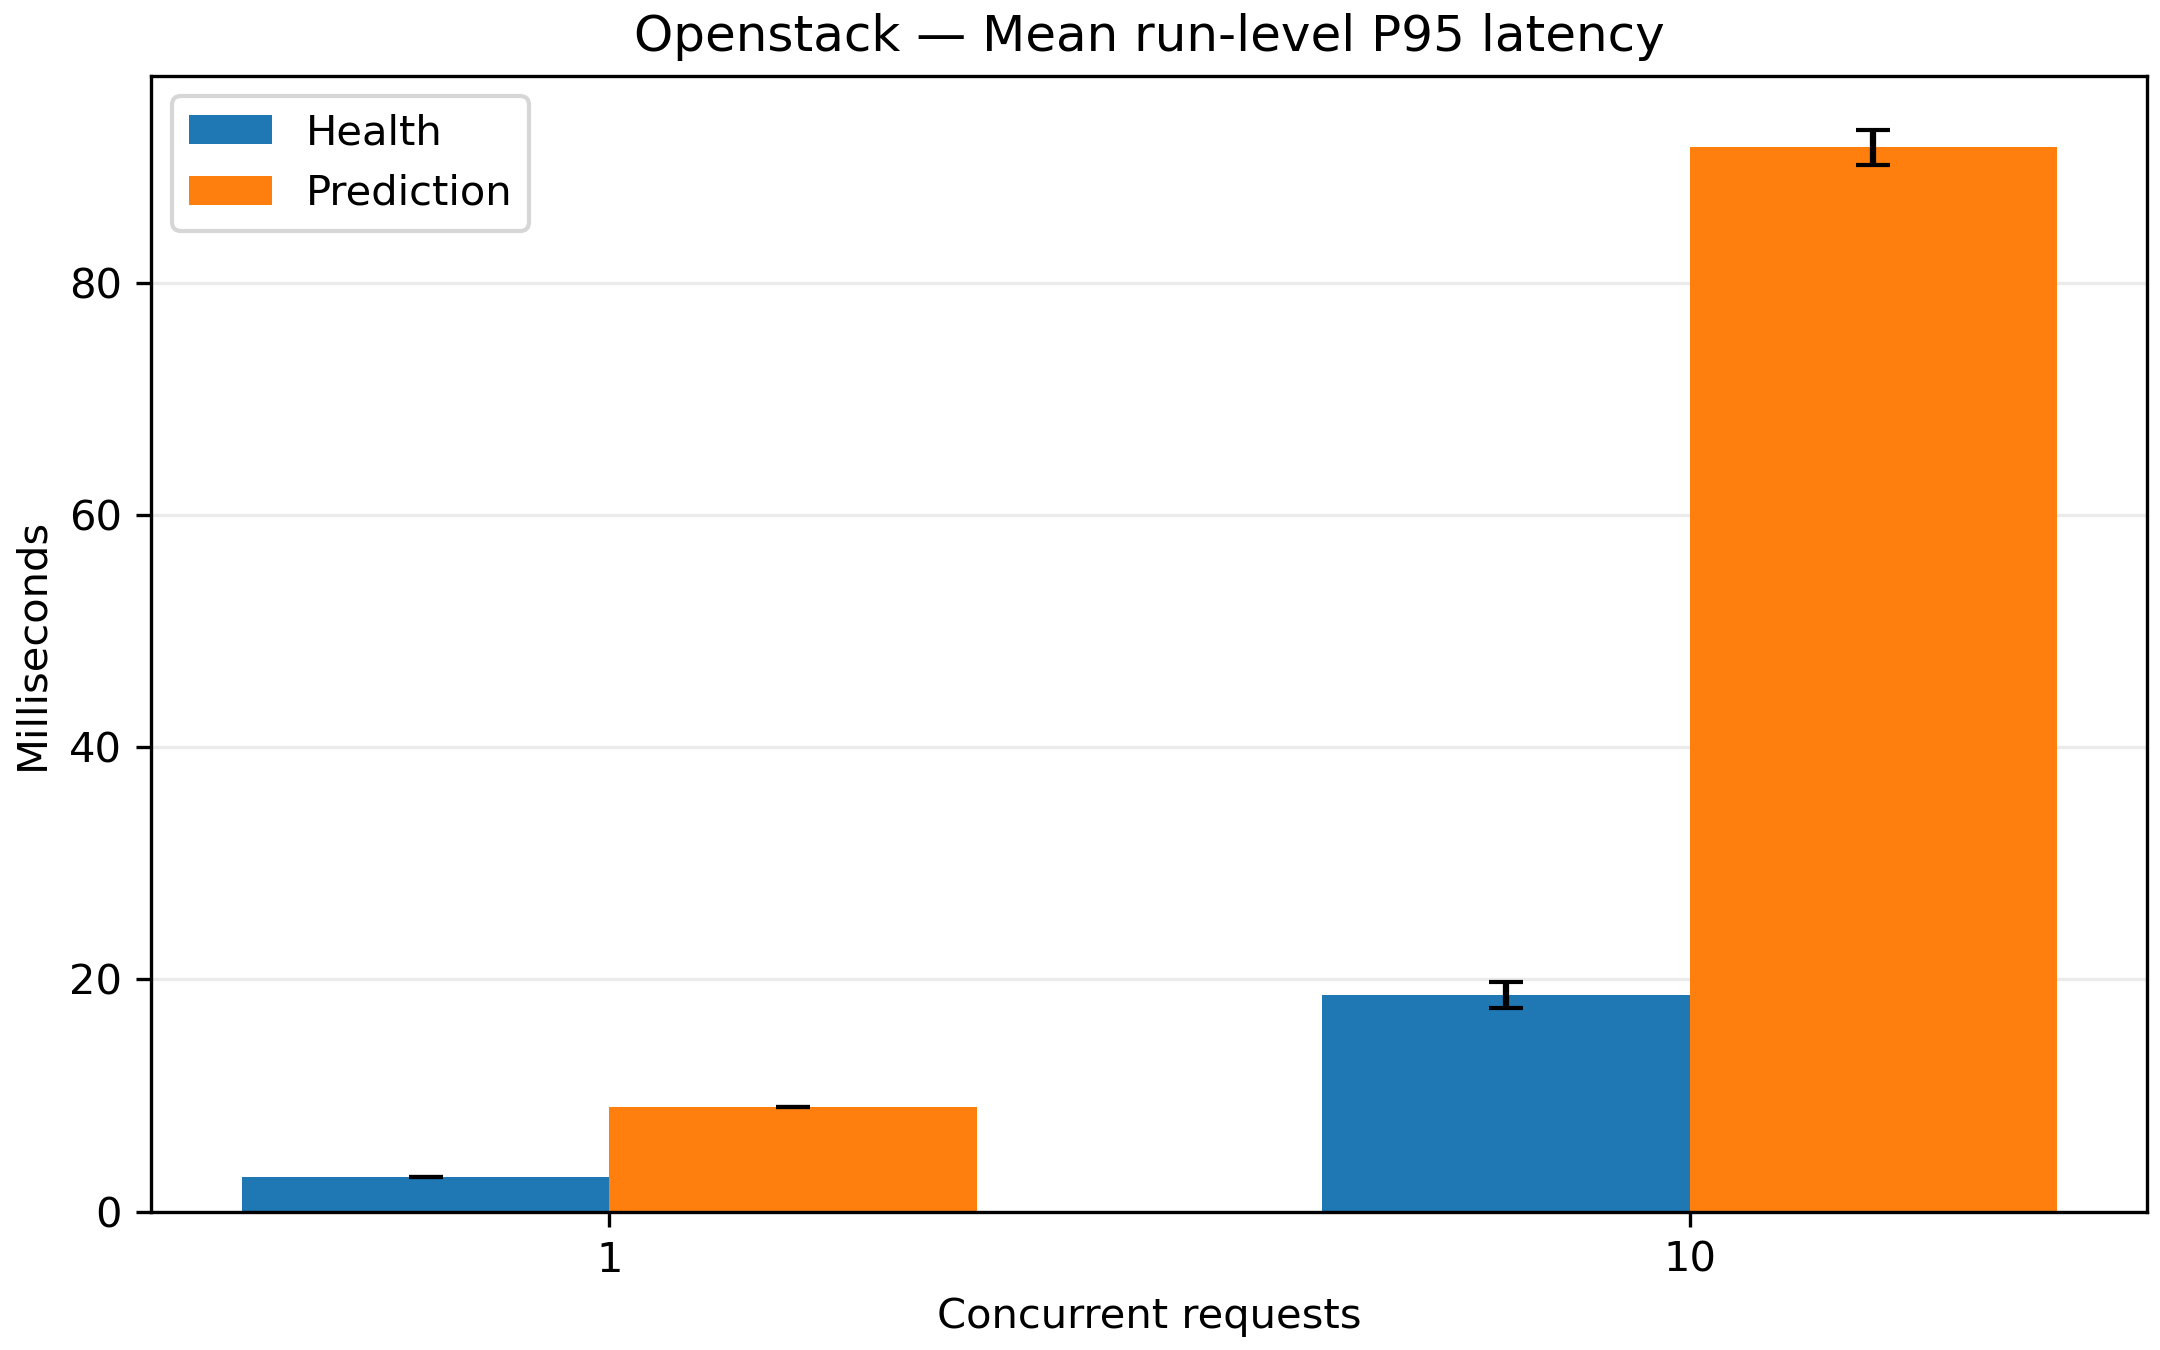 Openstack — Mean run-level P95 latency
Health
Prediction
Milliseconds
80
60
40
20
0
1
10
Concurrent requests